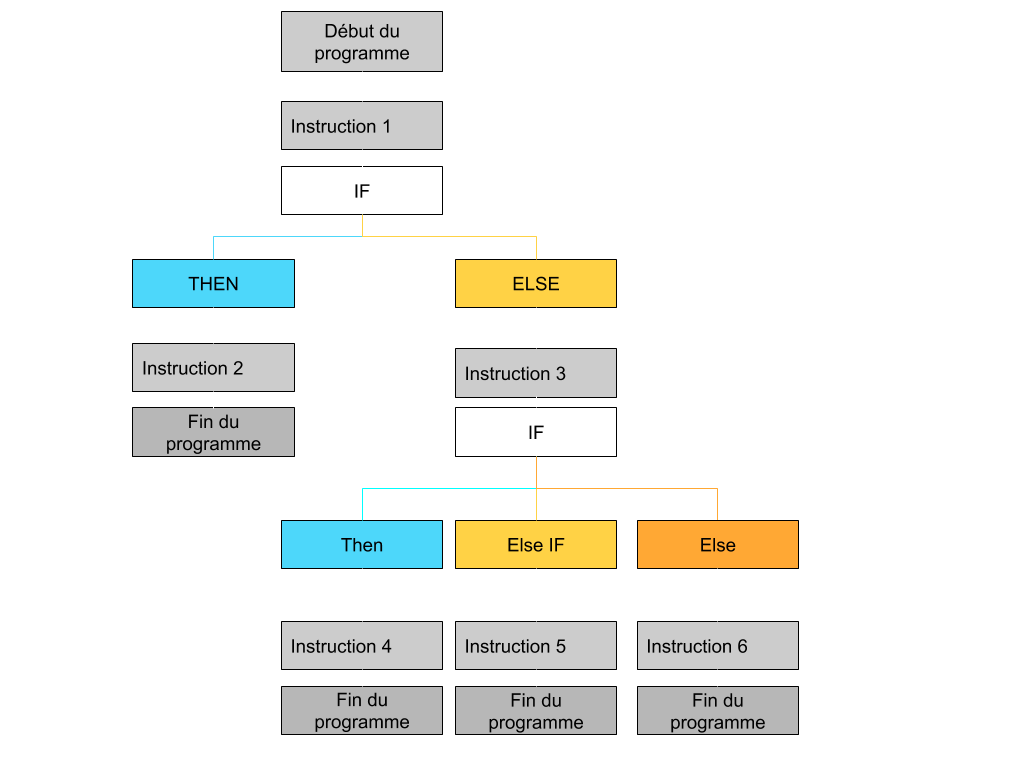 Début du
programme
Instruction 1
IF
THEN
ELSE
Instruction 2
Instruction 3
Fin du
programme
IF
Then
Else IF
Else
Instruction 4
Instruction 5
Instruction 6
Fin du
programme
Fin du
programme
Fin du
programme